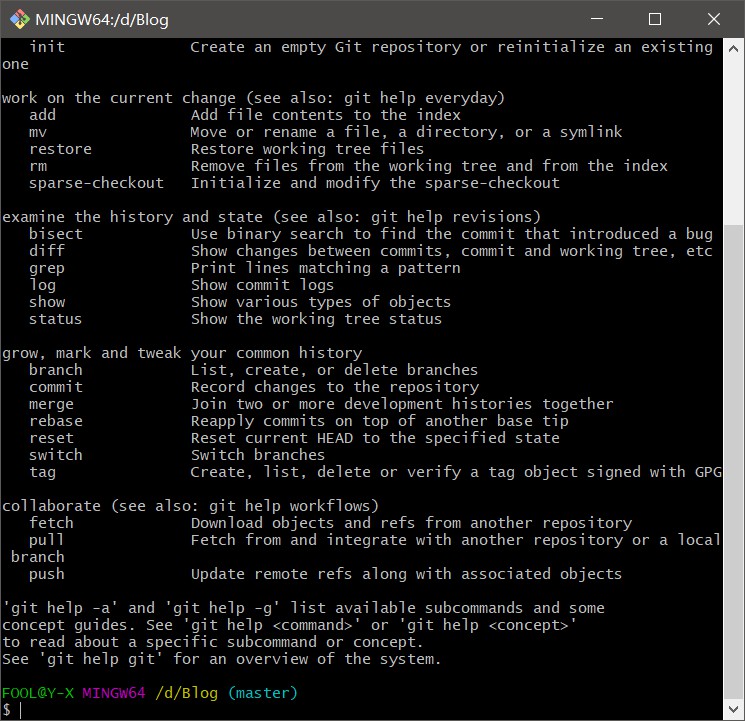 MINGW64:/d/Blog
init Create an empty Git repository or reinitialize an existing
one
work on the current change (see also: git help everyday)
add Add file contents to the index
mv Move or rename a file, a directory, or a symlink
restore Restore working tree files
rm Remove files from the working tree and from the index
sparse-checkout Initialize and modify the sparse-checkout
examine the history and state (see also: git help revisions)
bisect Use binary search to find the commit that introduced a bug
diff Show changes between commits, commit and working tree, etc
grep Print lines matching a pattern
log Show commit logs
show Show various types of objects
status Show the working tree status
grow, mark and tweak your common history
branch List, create, or delete branches
commit Record changes to the repository
merge Join two or more development histories together
rebase Reapply commits on top of another base tip
reset Reset current HEAD to the specified state
switch Switch branches
tag Create, list, delete or verify a tag object signed with GPG
collaborate (see also: git help workflows)
fetch Download objects and refs from another repository
pull Fetch from and integrate with another repository or a local
branch
push Update remote refs along with associated objects
'git help -a' and 'git help -g' list available subcommands and some
concept guides. See 'git help <command>' or 'git help <concept>'
to read about a specific subcommand or concept.
See 'git help git' for an overview of the system.
FOOL@Y-X MINGW64 /d/Blog (master)
$